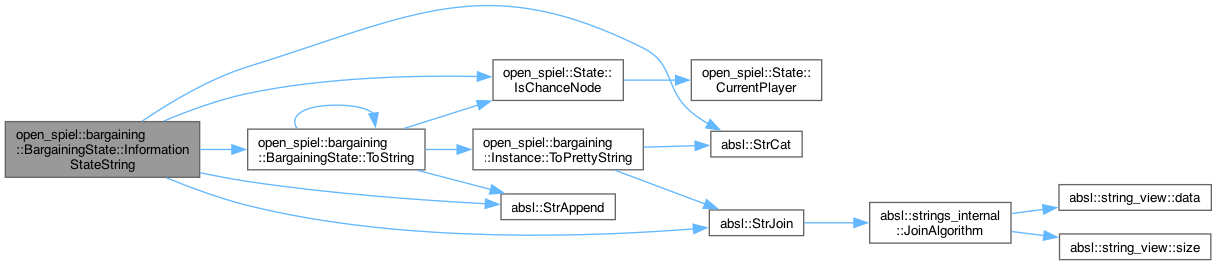 open_spiel::bargaining
::BargainingState::Information
StateString
open_spiel::bargaining
::BargainingState::ToString
open_spiel::State::
IsChanceNode
open_spiel::State::
CurrentPlayer
open_spiel::bargaining
::Instance::ToPrettyString
absl::StrCat
absl::StrAppend
absl::StrJoin
absl::strings_internal
::JoinAlgorithm
absl::string_view::data
absl::string_view::size